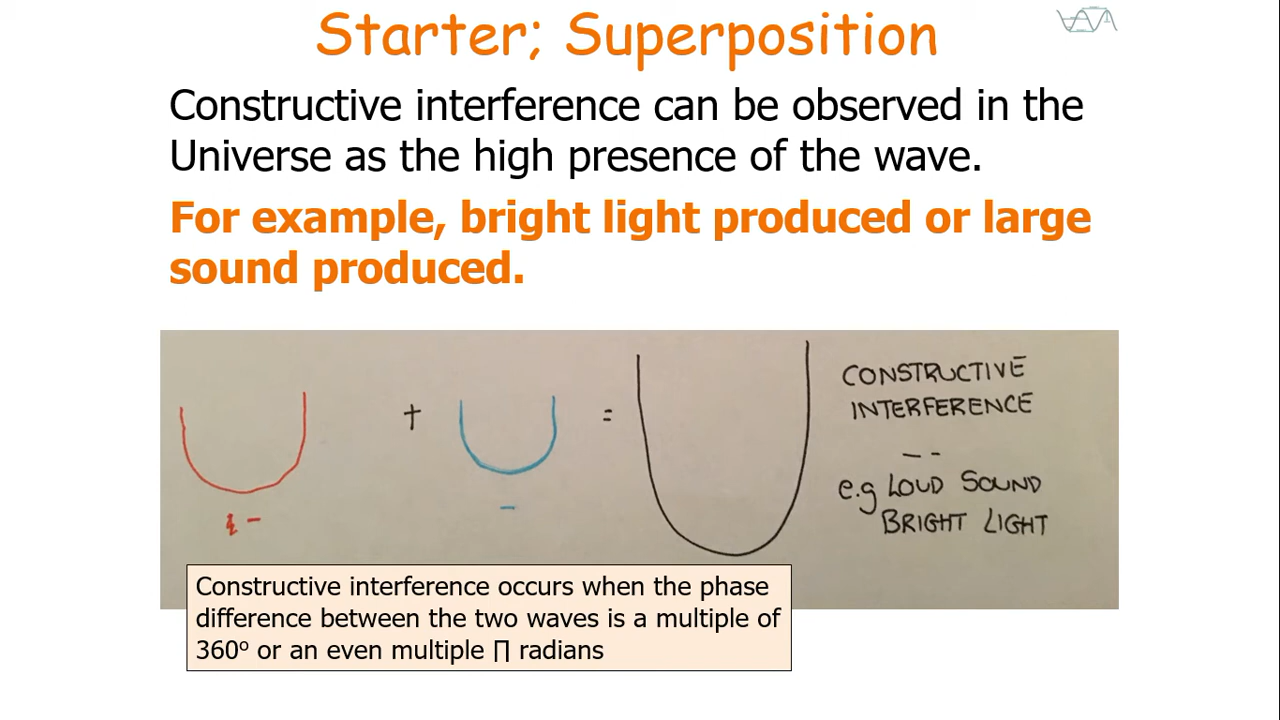 Starter; Superposition
Constructive interference can be observed in the
Universe as the high presence of the wave.
For example, bright light produced or large
sound produced.
+ =
CONSTRUCTIVE
INTERFERENCE
- -
e.g LOUD SOUND
BRIGHT LIGHT
- -
Constructive interference occurs when the phase
difference between the two waves is a multiple of
360º or an even multiple ∏ radians